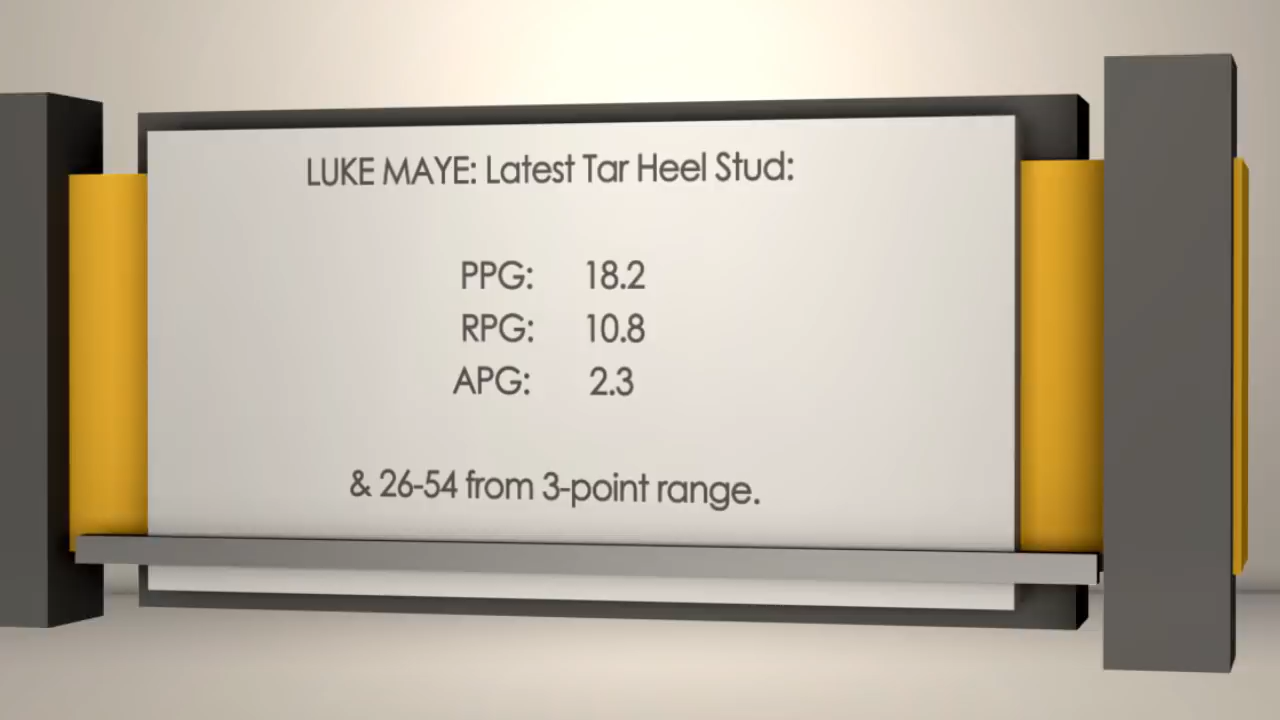 LUKE MAYE: Latest Tar Heel Stud:
PPG: 18.2
RPG: 10.8
APG: 2.3
& 26-54 from 3-point range.